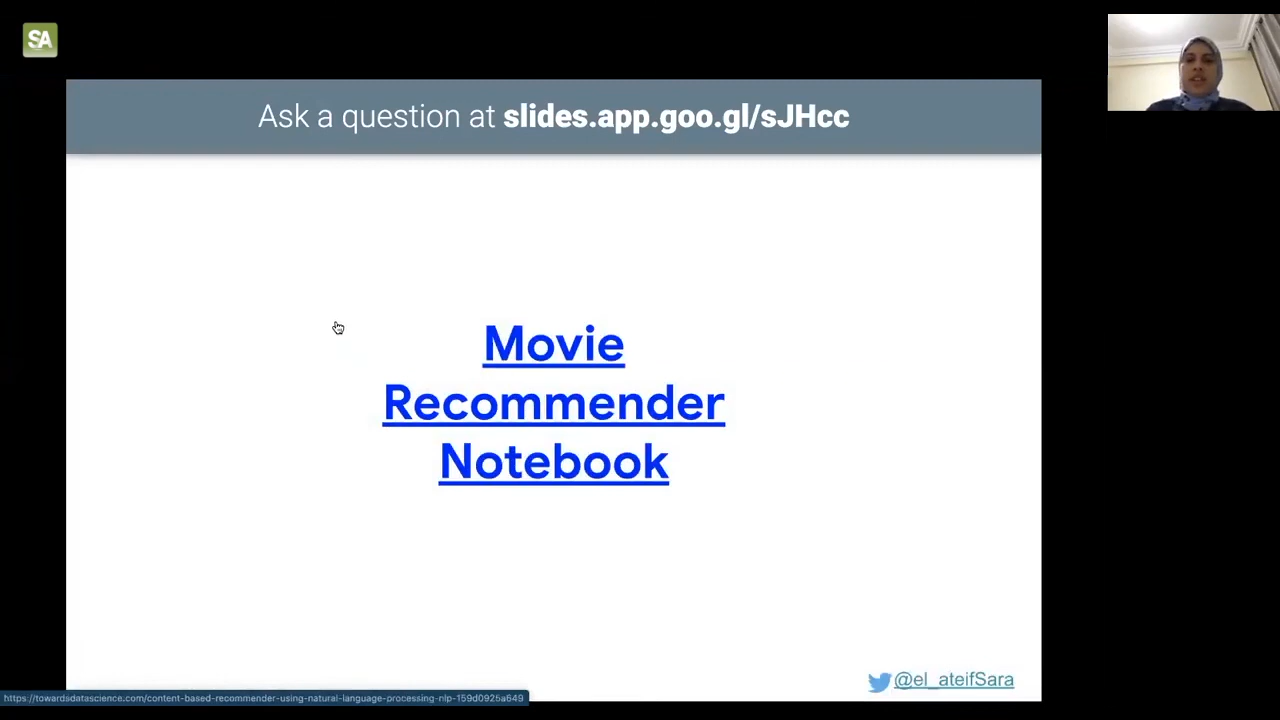 SA
Ask a question at slides.app.goo.gl/sJHcc
Movie
Recommender
Notebook
@el_ateifSara
https://towardsdatascience.com/content-based-recommender-using-natural-language-processing-nlp-159d0925a649